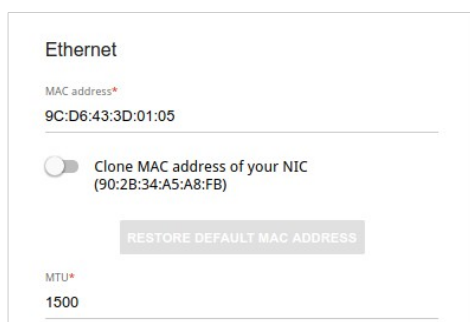 Ethernet
MAC address*
9C:D6:43:3D:01:05
Clone MAC address of your NIC
(90:2B:34:A5:A8:FB)
RESTORE DEFAULT MAC ADDRESS
MTU*
1500